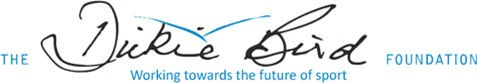 THE Dickie Bird FOUNDATION
Working towards the future of sport